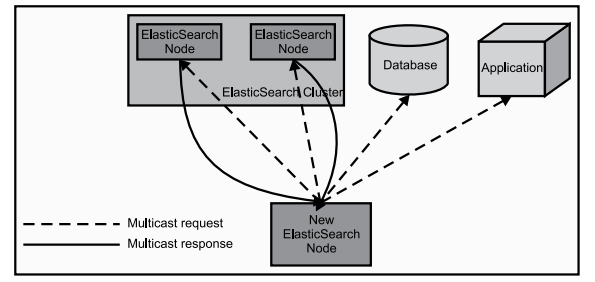 ElasticSearch
Node
ElasticSearch
Node
Database
Application
ElasticSearch Cluster
Multicast request
Multicast response
New
ElasticSearch
Node